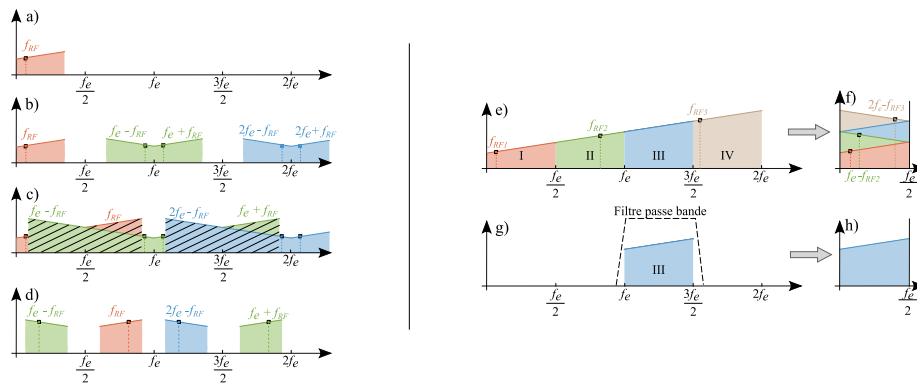 a)
f_RF
f_e/2 f_e 3f_e/2 2f_e
b)
f_RF f_e-f_RF f_e+f_RF 2f_e-f_RF 2f_e+f_RF
f_e/2 f_e 3f_e/2 2f_e
c)
f_e-f_RF f_RF 2f_e-f_RF f_e+f_RF
f_e/2 f_e 3f_e/2 2f_e
d)
f_e-f_RF f_RF 2f_e-f_RF f_e+f_RF
f_e/2 f_e 3f_e/2 2f_e
e)
f_RF1 f_RF2 f_RF3
I II III IV
f_e/2 f_e 3f_e/2 2f_e
f)
2f_e-f_RF3
f_e-f_RF2
f_e/2
g)
Filtre passe bande
III
f_e/2 f_e 3f_e/2 2f_e
h)
f_e/2